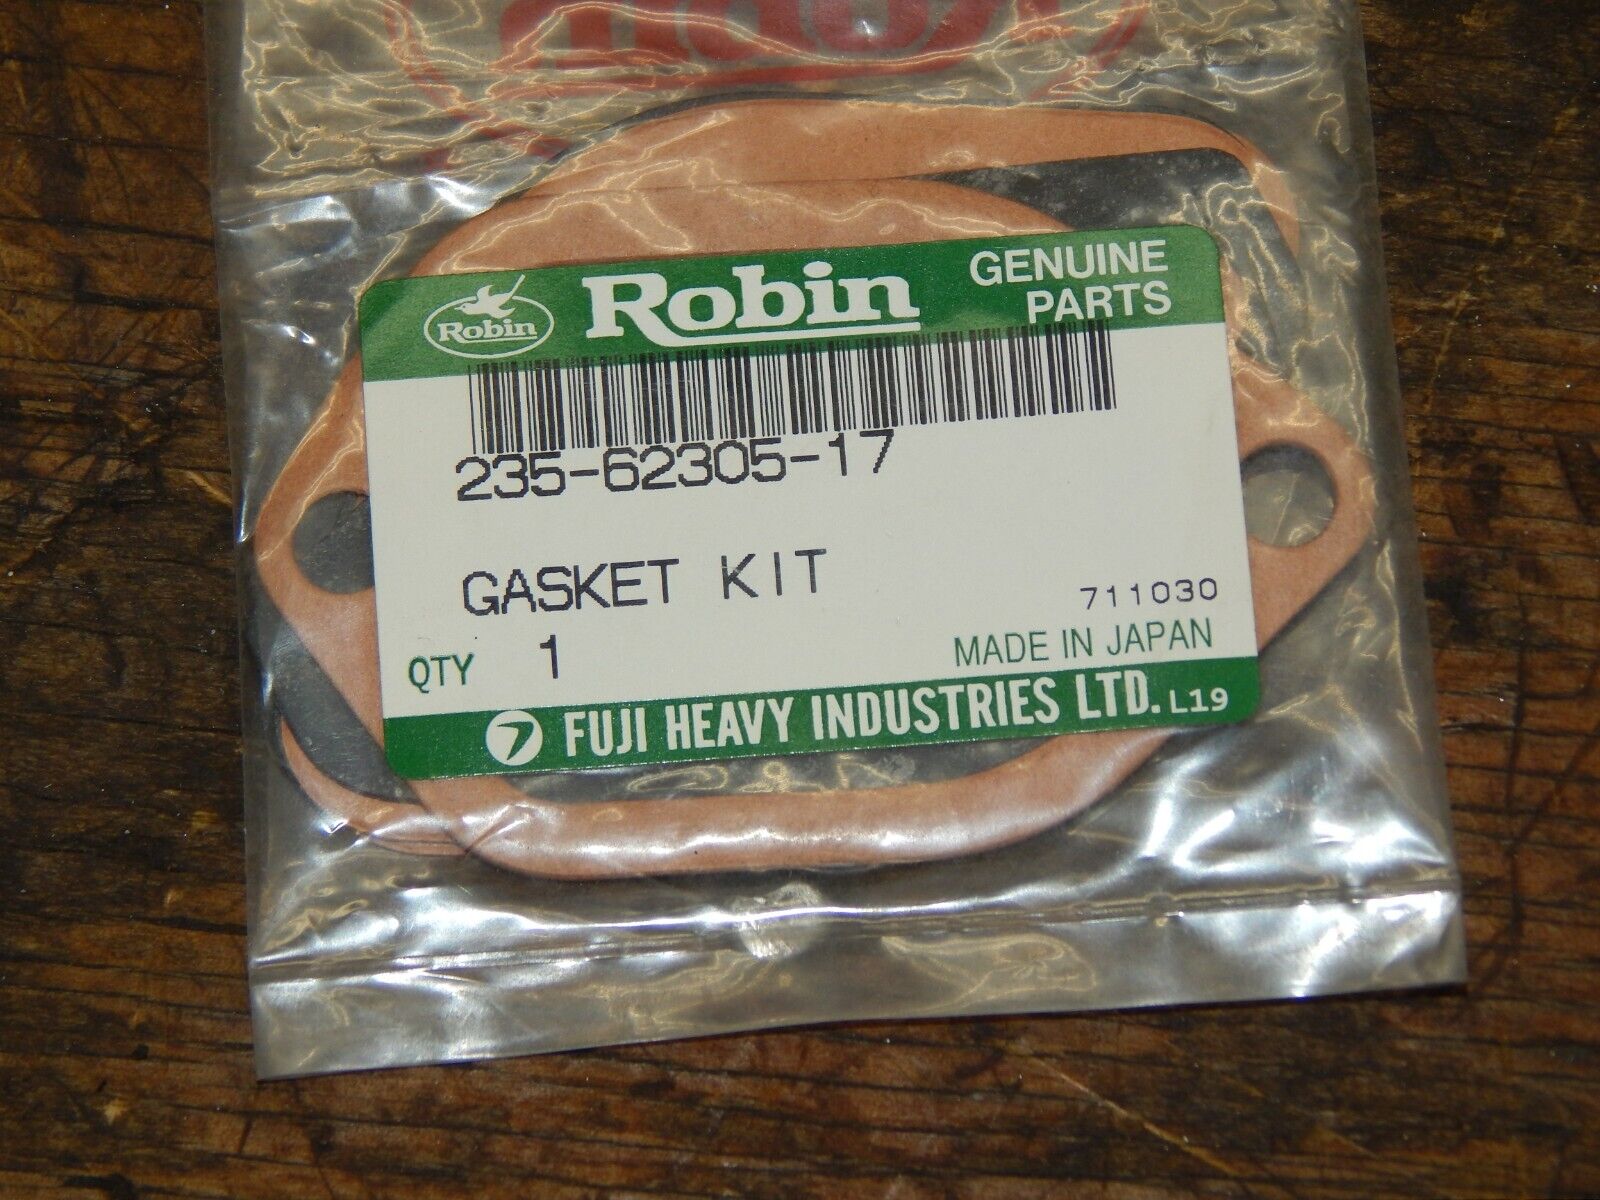 Robin
Robin
GENUINE
PARTS
235-62305-17
GASKET KIT
711030
QTY 1
MADE IN JAPAN
FUJI HEAVY INDUSTRIES LTD. L19